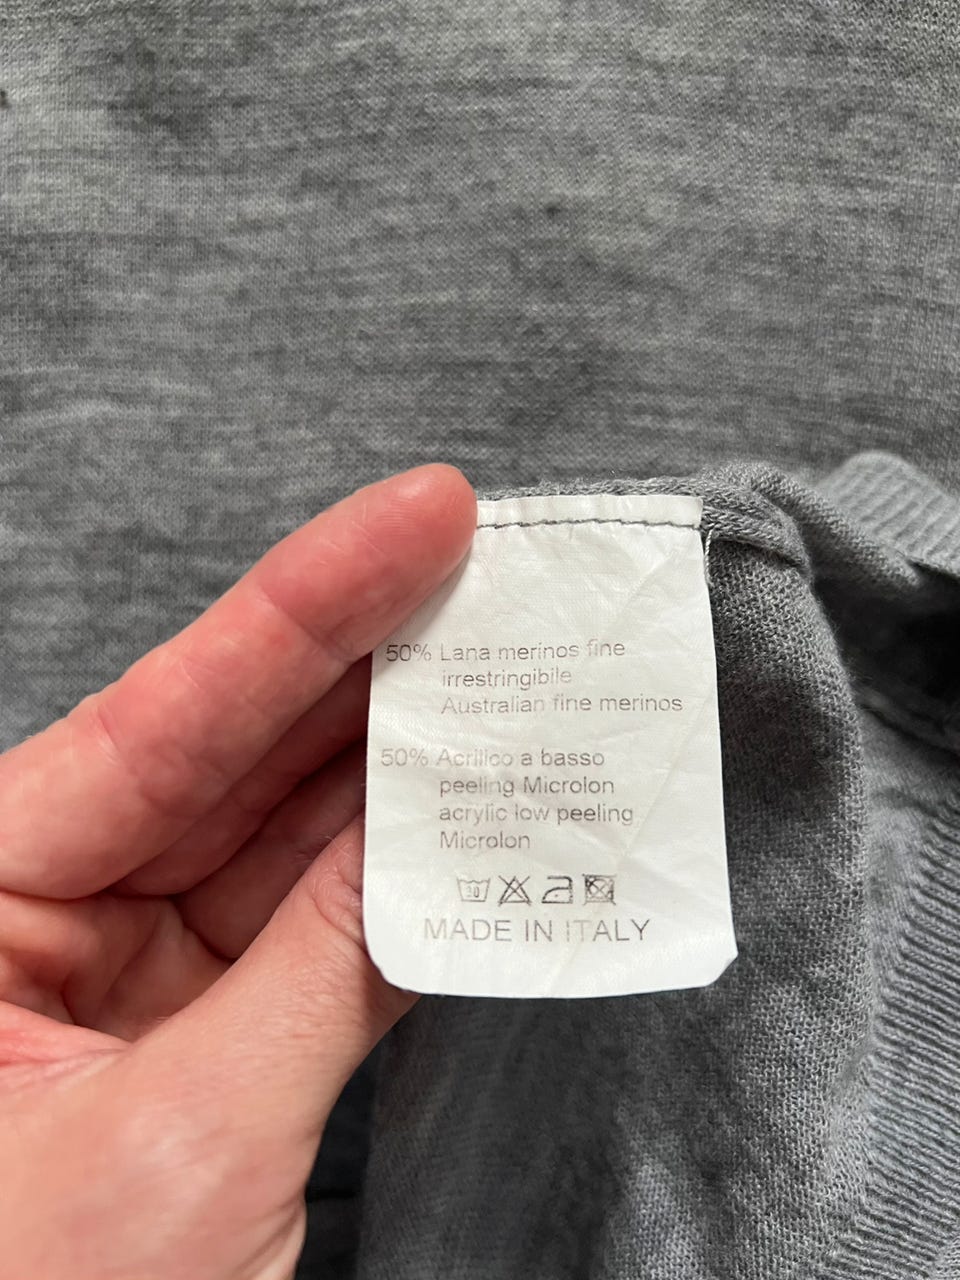 50% Lana merinos fine
irrestringibile
Australian fine merinos
50% Acrilico a basso
peeling Microlon
acrylic low peeling
Microlon
30
MADE IN ITALY